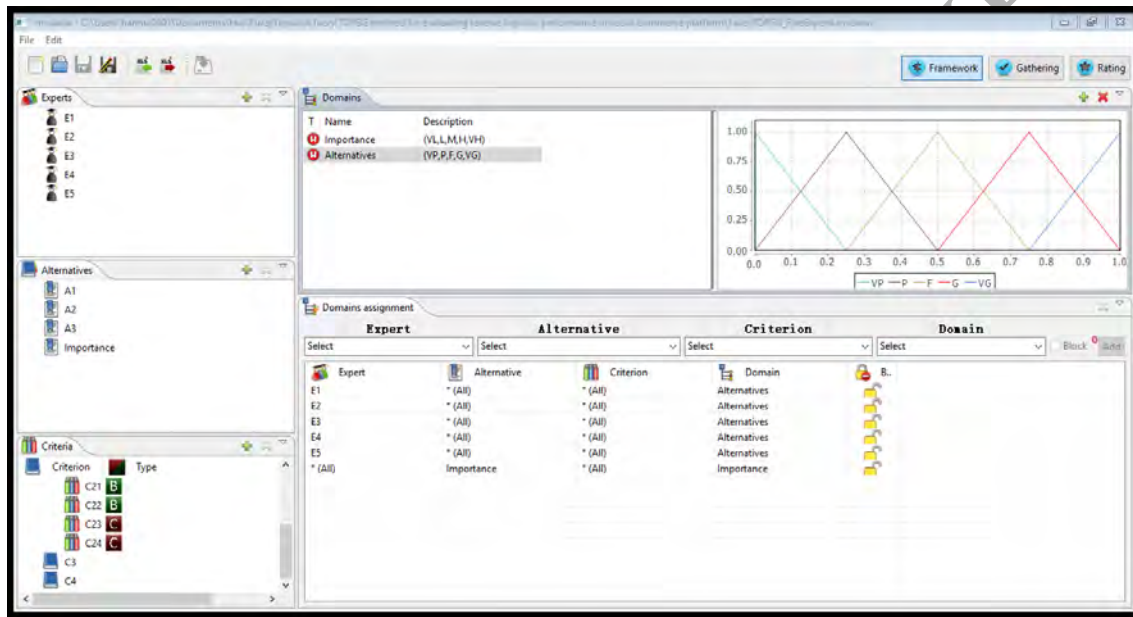 File Edit
Framework Gathering Rating
Experts
E1
E2
E3
E4
E5
Alternatives
A1
A2
A3
Importance
Criteria
Criterion Type
C21 B
C22 B
C23 C
C24 C
C3
C4
Domains
T Name Description
Importance (VL,L,M,H,VH)
Alternatives (VP,P,F,G,VG)
1.00
0.75
0.50
0.25
0.00
0.0 0.1 0.2 0.3 0.4 0.5 0.6 0.7 0.8 0.9 1.0
VP P F G VG
Domains assignment
Expert Alternative Criterion Domain
Select Select Select Select Block Add
Expert Alternative Criterion Domain B..
E1 * (All) * (All) Alternatives
E2 * (All) * (All) Alternatives
E3 * (All) * (All) Alternatives
E4 * (All) * (All) Alternatives
E5 * (All) * (All) Alternatives
* (All) Importance * (All) Importance